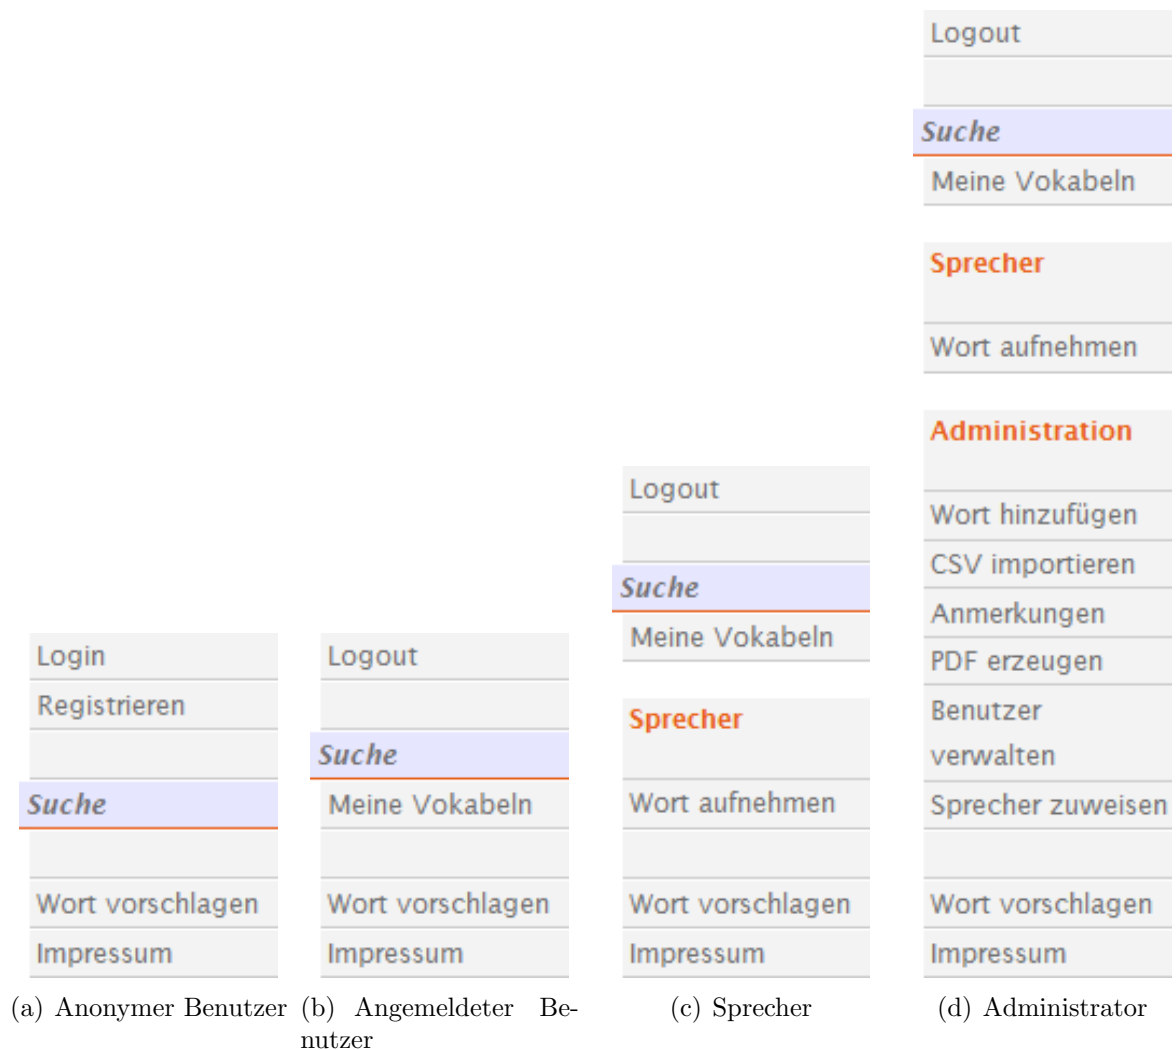 Login
Registrieren
Suche
Wort vorschlagen
Impressum
(a) Anonymer Benutzer
Logout
Suche
Meine Vokabeln
Wort vorschlagen
Impressum
(b) Angemeldeter Be-
nutzer
Logout
Suche
Meine Vokabeln
Sprecher
Wort aufnehmen
Wort vorschlagen
Impressum
(c) Sprecher
Logout
Suche
Meine Vokabeln
Sprecher
Wort aufnehmen
Administration
Wort hinzufügen
CSV importieren
Anmerkungen
PDF erzeugen
Benutzer
verwalten
Sprecher zuweisen
Wort vorschlagen
Impressum
(d) Administrator